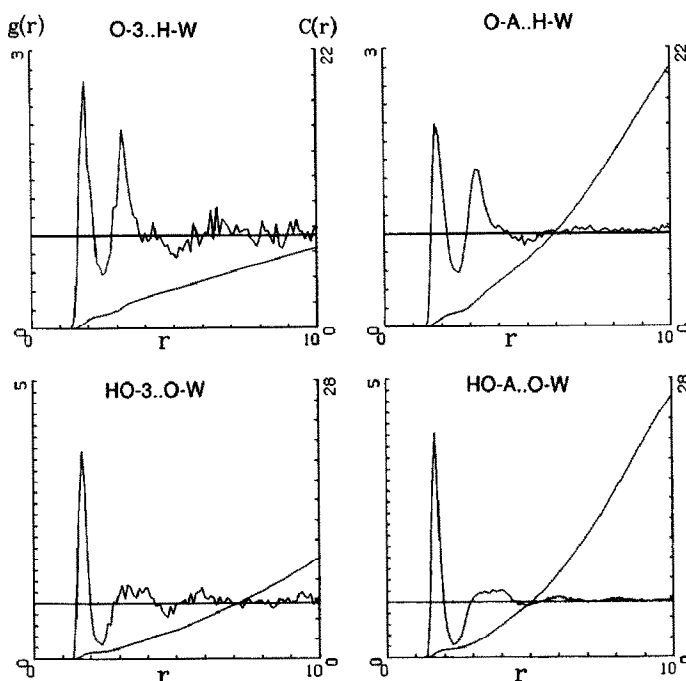 g(r) O-3..H-W C(r) O-A..H-W
3 22 3 22
0 0 0 0
0 r 10 0 r 10
HO-3..O-W HO-A..O-W
5 28 5 28
0 0 0 0
0 r 10 0 r 10